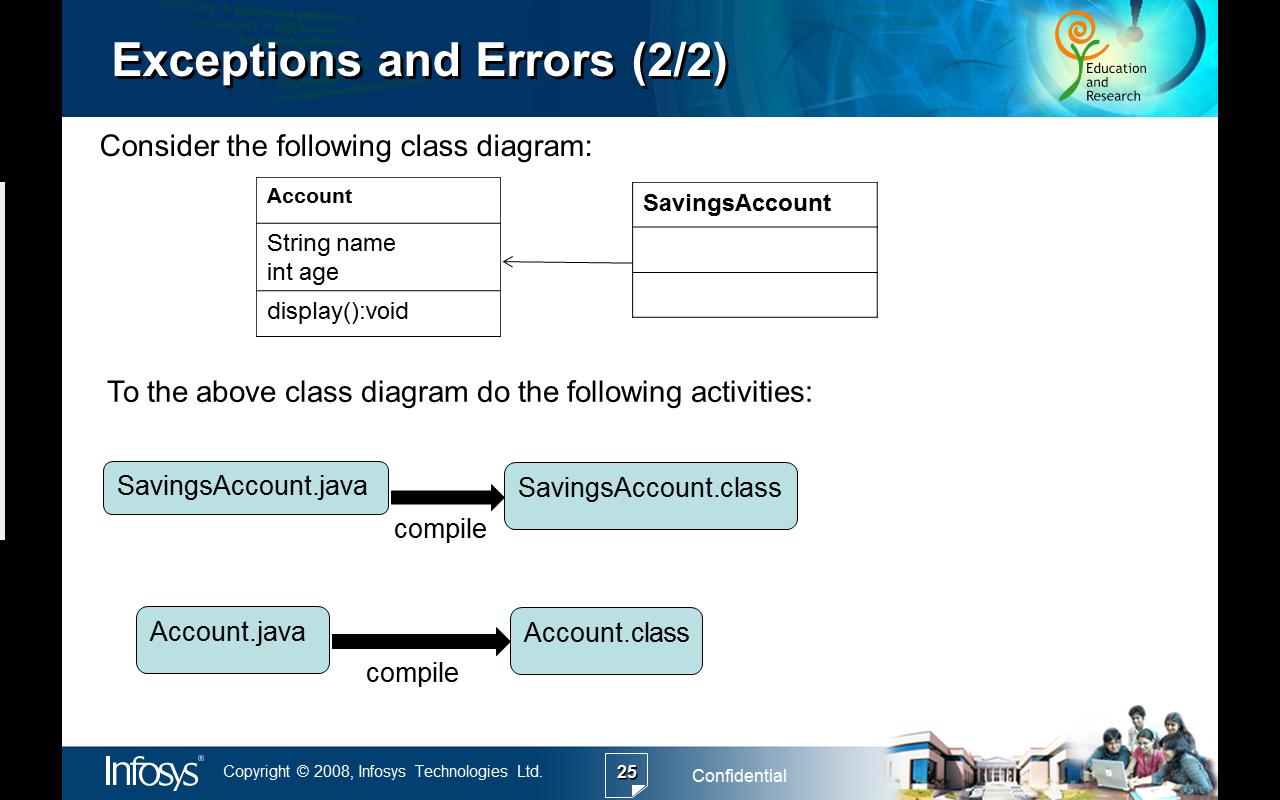 Exceptions and Errors (2/2)
Education
and
Research
Consider the following class diagram:
Account
String name
int age
display():void
SavingsAccount
To the above class diagram do the following activities:
SavingsAccount.java
compile
SavingsAccount.class
Account.java
compile
Account.class
Infosys®
Copyright © 2008, Infosys Technologies Ltd.
25
Confidential